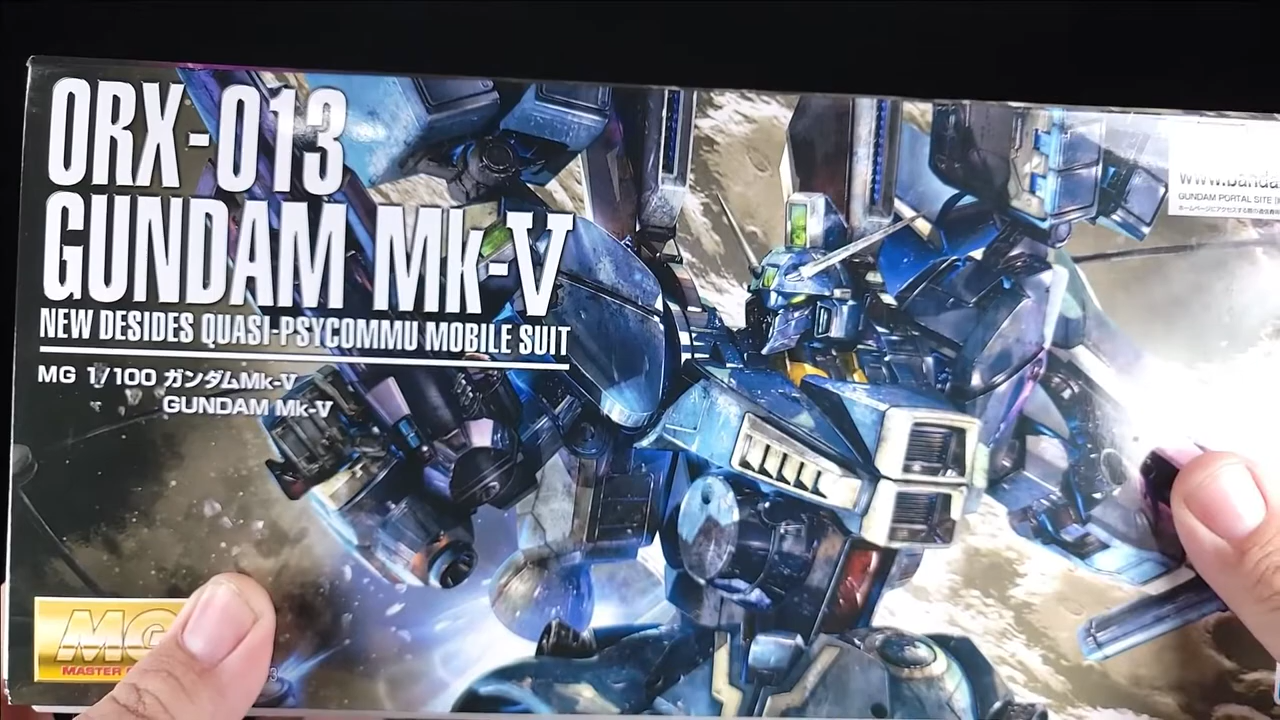 ORX-013
GUNDAM Mk-V
NEW DESIDES QUASI-PSYCOMMU MOBILE SUIT
MG 1/100 ガンダムMk-V
GUNDAM Mk-V
www.banda
GUNDAM PORTAL SITE
MG
MASTER